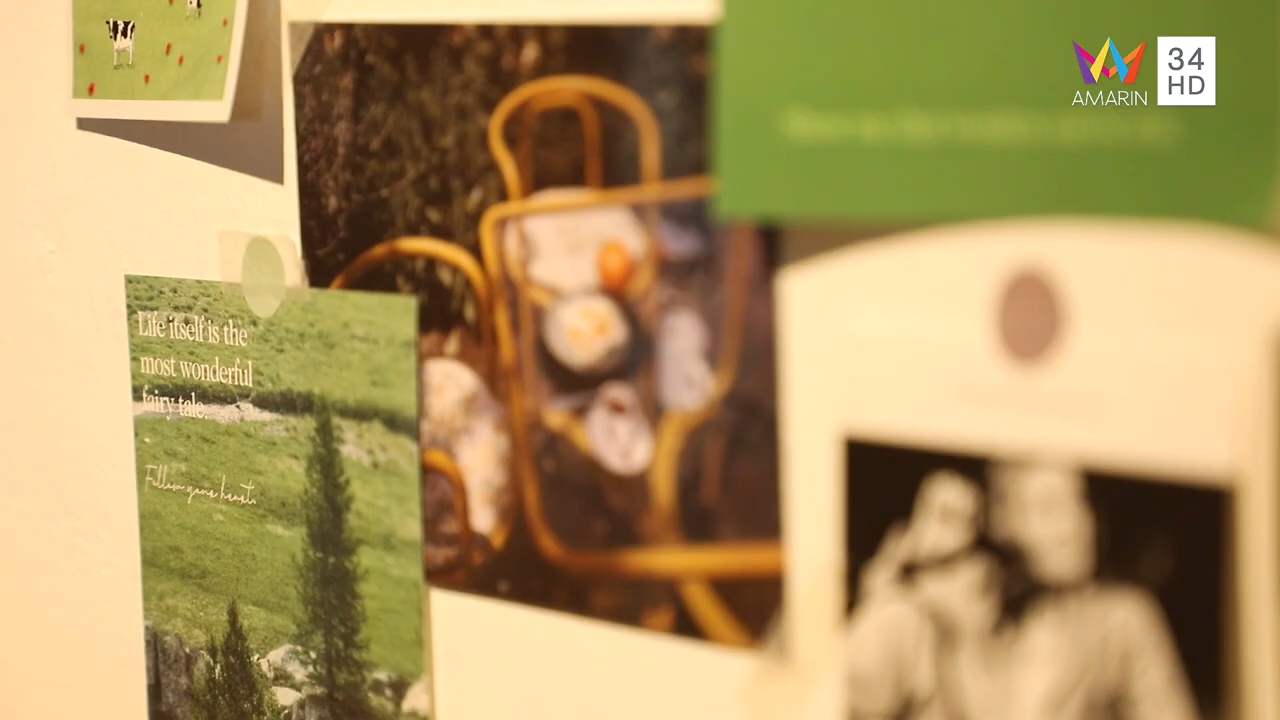 AMARIN
34
HD
Life itself is the
most wonderful
fairy tale.
Follow your heart.